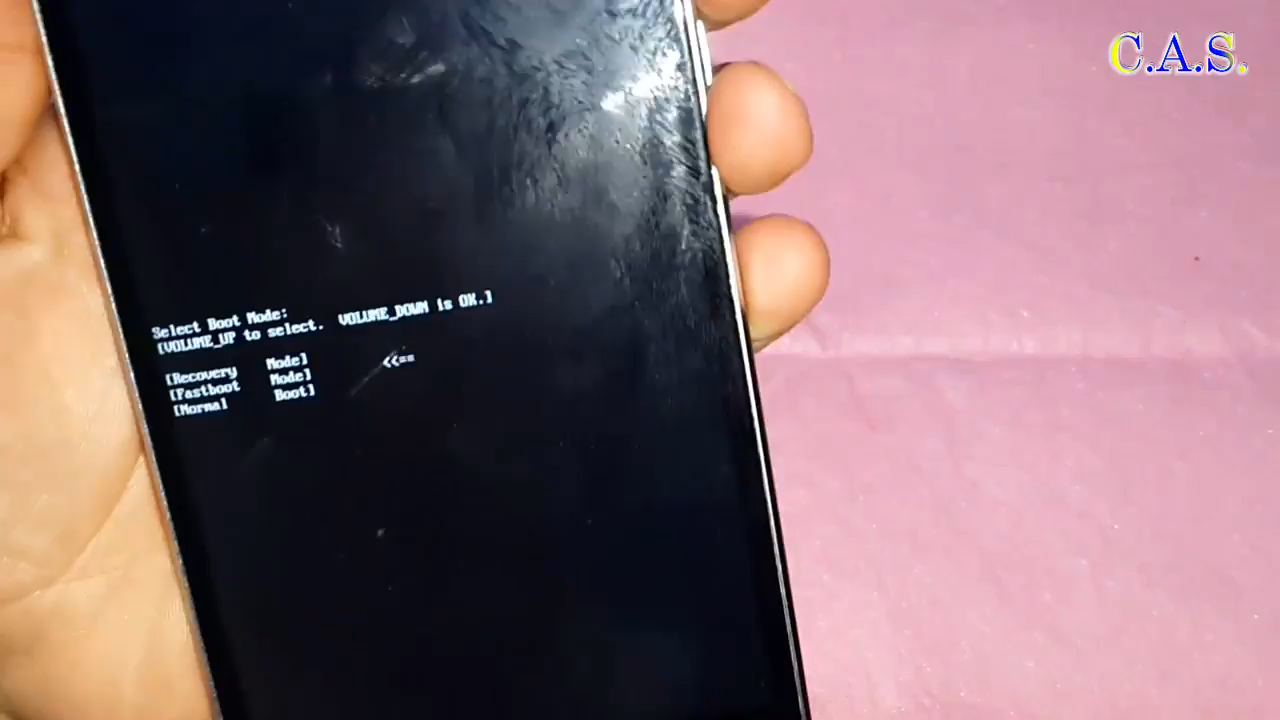 C.A.S.
Select Boot Mode:
[VOLUME_UP to select. VOLUME_DOWN is OK.]
[Recovery Mode] <<==
[Fastboot Mode]
[Normal Boot]